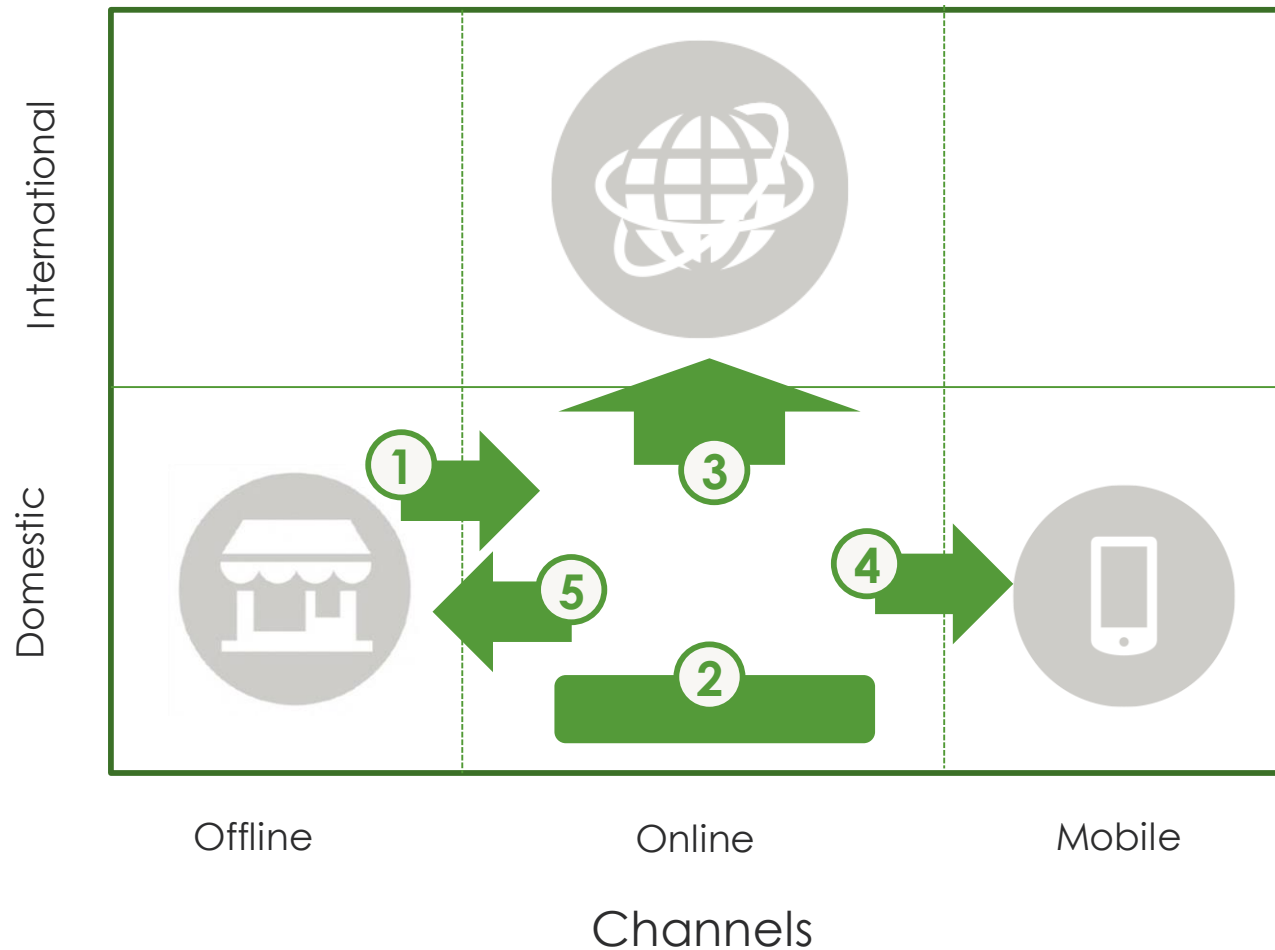 International
Domestic
1
3
4
5
2
Offline
Online
Mobile
Channels